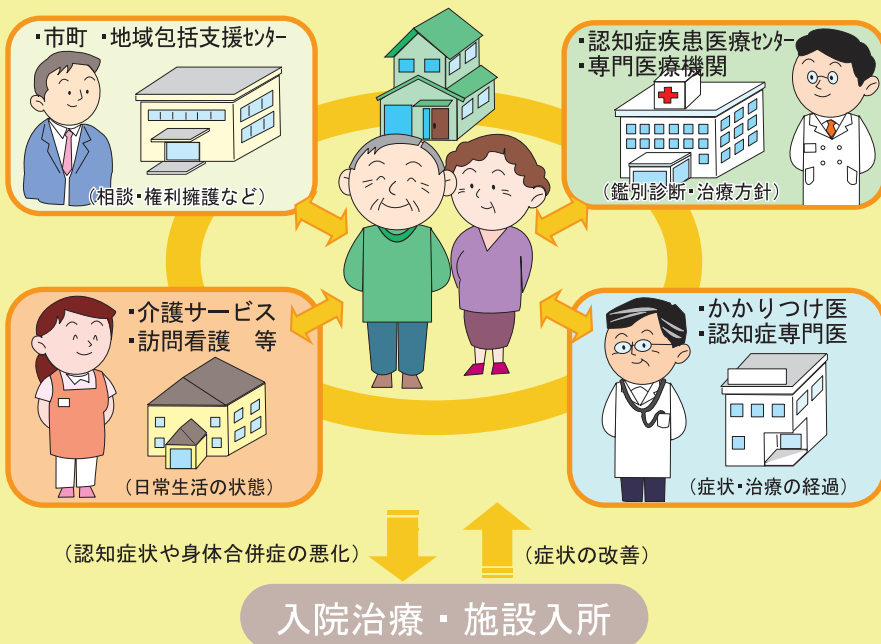 ・市町 ・地域包括支援センター
（相談・権利擁護など）
・認知症疾患医療センター
・専門医療機関
（鑑別診断・治療方針）
・介護サービス
・訪問看護　等
（日常生活の状態）
・かかりつけ医
・認知症専門医
（症状・治療の経過）
（認知症状や身体合併症の悪化）
（症状の改善）
入院治療・施設入所